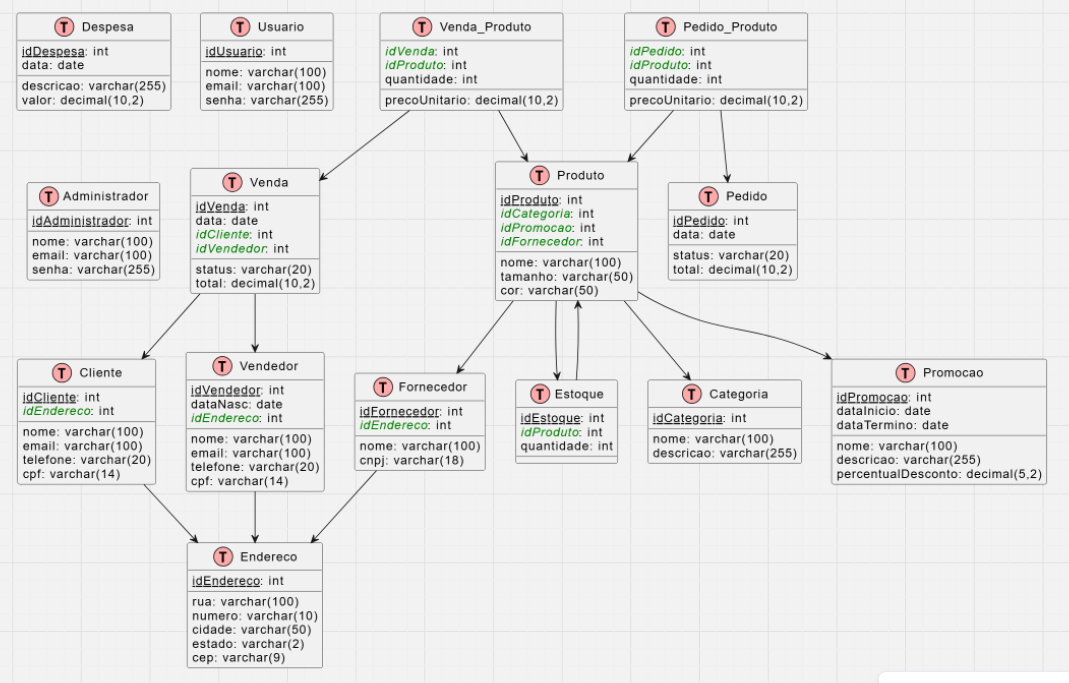 T Despesa
idDespesa: int
data: date
descricao: varchar(255)
valor: decimal(10,2)
T Usuario
idUsuario: int
nome: varchar(100)
email: varchar(100)
senha: varchar(255)
T Venda_Produto
idVenda: int
idProduto: int
quantidade: int
precoUnitario: decimal(10,2)
T Pedido_Produto
idPedido: int
idProduto: int
quantidade: int
precoUnitario: decimal(10,2)
T Administrador
idAdministrador: int
nome: varchar(100)
email: varchar(100)
senha: varchar(255)
T Venda
idVenda: int
data: date
idCliente: int
idVendedor: int
status: varchar(20)
total: decimal(10,2)
T Produto
idProduto: int
idCategoria: int
idPromocao: int
idFornecedor: int
nome: varchar(100)
tamanho: varchar(50)
cor: varchar(50)
T Pedido
idPedido: int
data: date
status: varchar(20)
total: decimal(10,2)
T Cliente
idCliente: int
idEndereco: int
nome: varchar(100)
email: varchar(100)
telefone: varchar(20)
cpf: varchar(14)
T Vendedor
idVendedor: int
dataNasc: date
idEndereco: int
nome: varchar(100)
email: varchar(100)
telefone: varchar(20)
cpf: varchar(14)
T Fornecedor
idFornecedor: int
idEndereco: int
nome: varchar(100)
cnpj: varchar(18)
T Estoque
idEstoque: int
idProduto: int
quantidade: int
T Categoria
idCategoria: int
nome: varchar(100)
descricao: varchar(255)
T Promocao
idPromocao: int
dataInicio: date
dataTermino: date
nome: varchar(100)
descricao: varchar(255)
percentualDesconto: decimal(5,2)
T Endereco
idEndereco: int
rua: varchar(100)
numero: varchar(10)
cidade: varchar(50)
estado: varchar(2)
cep: varchar(9)